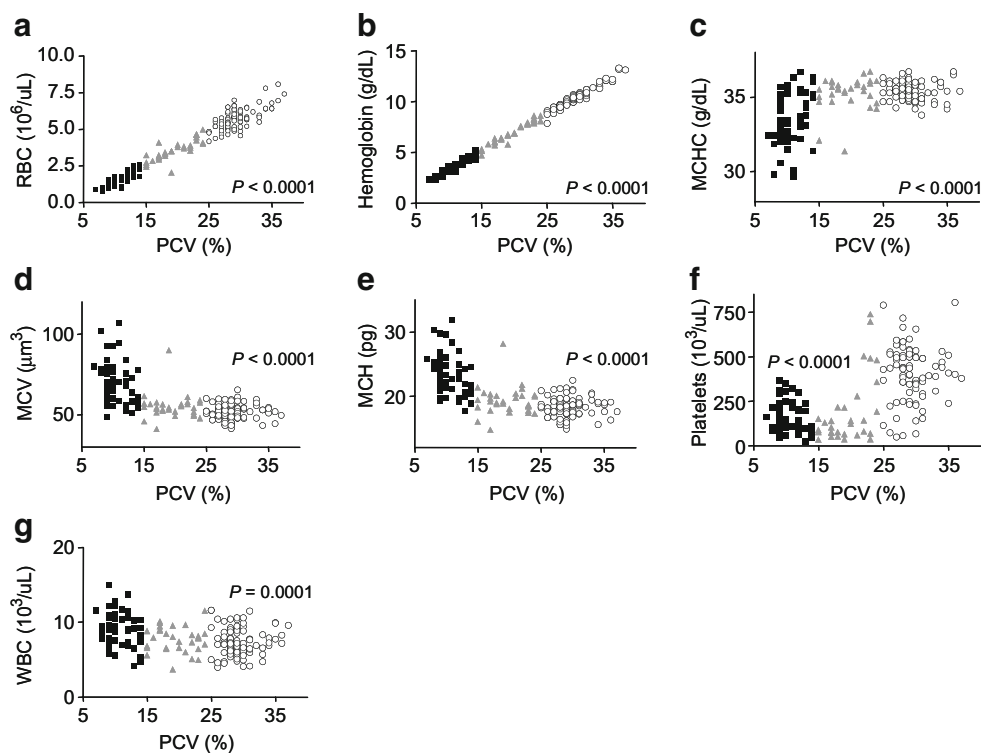 a
RBC (10⁶/uL)
10.0
7.5
5.0
2.5
0.0
P < 0.0001
5 15 25 35
PCV (%)
b
Hemoglobin (g/dL)
15
10
5
0
P < 0.0001
5 15 25 35
PCV (%)
c
MCHC (g/dL)
35
30
P < 0.0001
5 15 25 35
PCV (%)
d
MCV (μm³)
100
50
P < 0.0001
5 15 25 35
PCV (%)
e
MCH (pg)
30
20
P < 0.0001
5 15 25 35
PCV (%)
f
Platelets (10³/uL)
750
500
250
0
P < 0.0001
5 15 25 35
PCV (%)
g
WBC (10³/uL)
20
10
0
P = 0.0001
5 15 25 35
PCV (%)